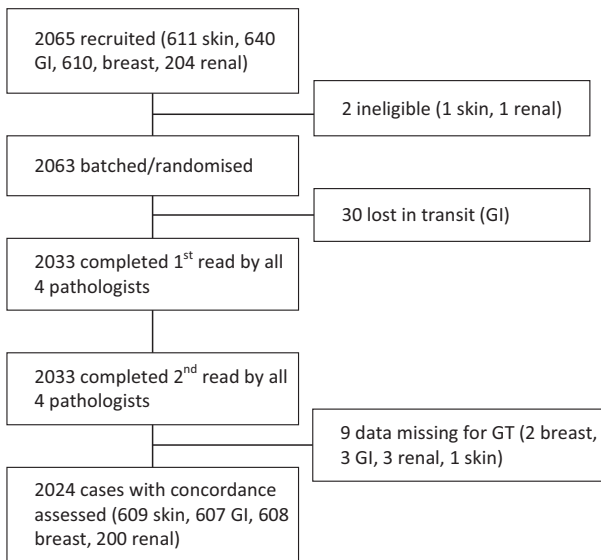 2065 recruited (611 skin, 640
GI, 610, breast, 204 renal)
2 ineligible (1 skin, 1 renal)
2063 batched/randomised
30 lost in transit (GI)
2033 completed 1st read by all
4 pathologists
2033 completed 2nd read by all
4 pathologists
9 data missing for GT (2 breast,
3 GI, 3 renal, 1 skin)
2024 cases with concordance
assessed (609 skin, 607 GI, 608
breast, 200 renal)